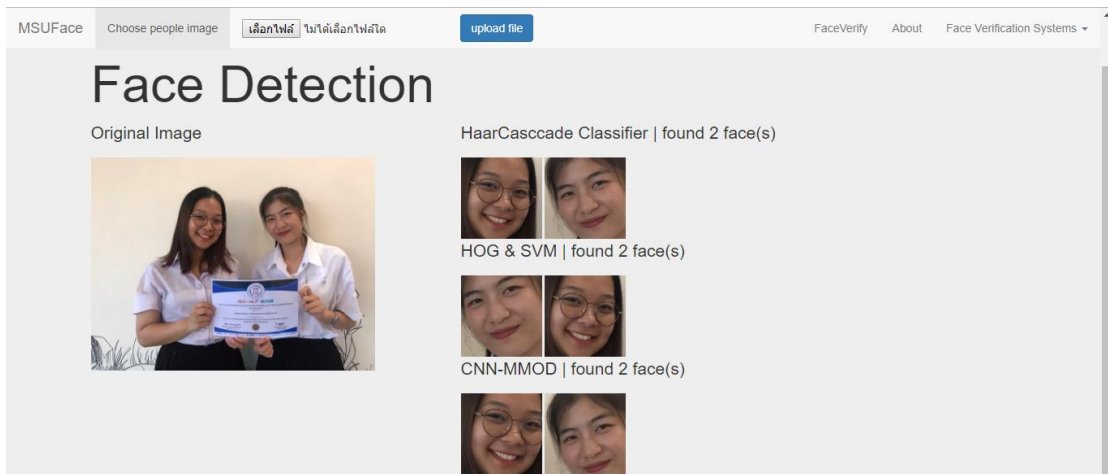 MSUFace Choose people image เลือกไฟล์ ไม่ได้เลือกไฟล์ใด upload file FaceVerify About Face Verification Systems
Face Detection
Original Image
HaarCasccade Classifier | found 2 face(s)
HOG & SVM | found 2 face(s)
CNN-MMOD | found 2 face(s)